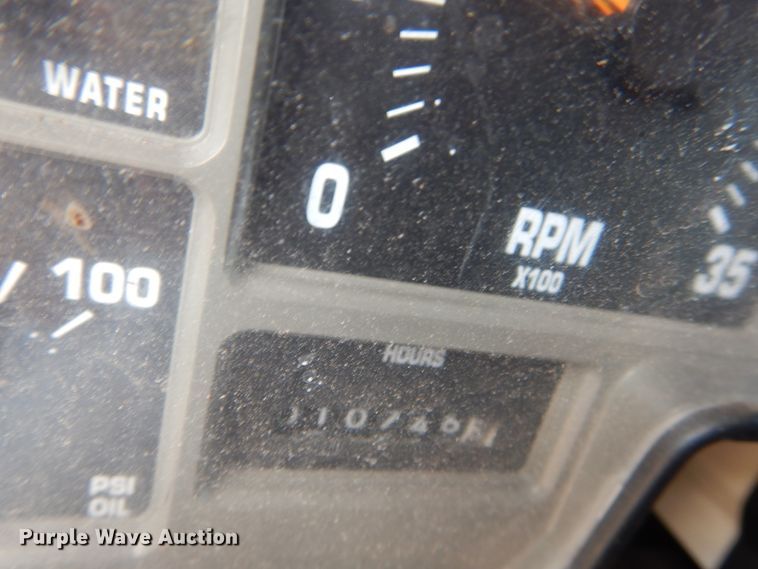 WATER
0
RPM
X100
35
100
HOURS
PSI
OIL
Purple Wave Auction